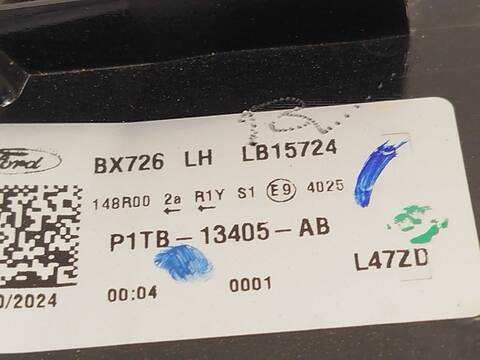 Ford
BX726 LH LB15724
148R00 2a R1Y S1 E9 4025
P1TB-13405-AB
L47ZD
0/2024 00:04 0001